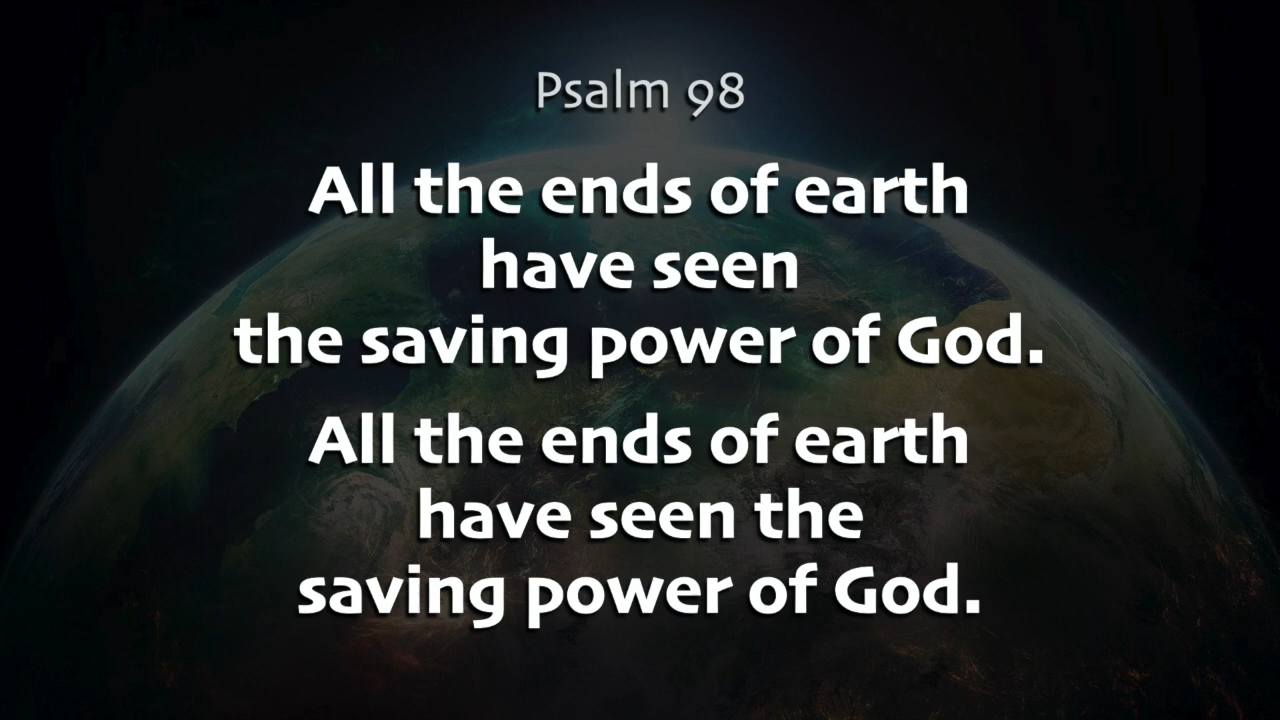 Psalm 98
All the ends of earth
have seen
the saving power of God.
All the ends of earth
have seen the
saving power of God.